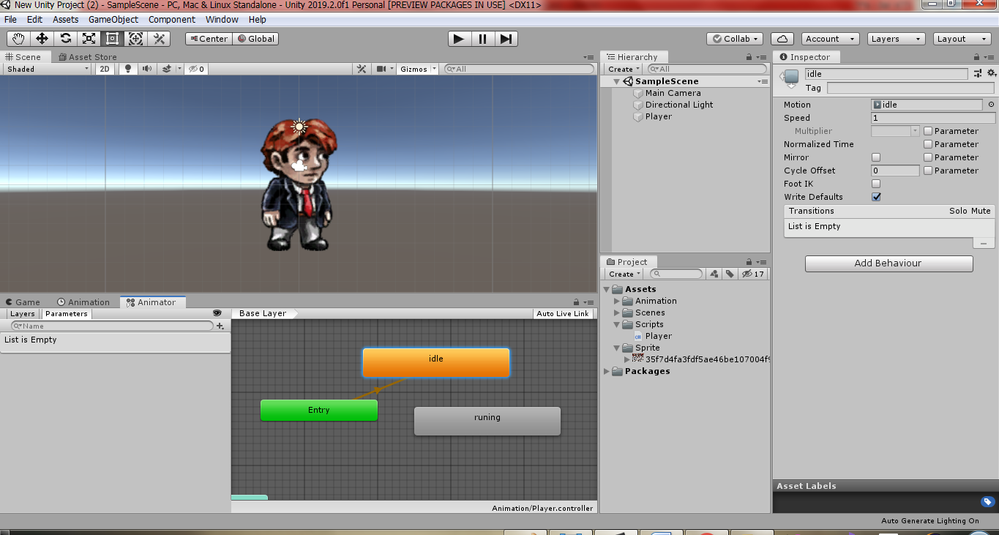 New Unity Project (2) - SampleScene - PC, Mac & Linux Standalone - Unity 2019.2.0f1 Personal [PREVIEW PACKAGES IN USE] <DX11>
File Edit Assets GameObject Component Window Help
Center Global Collab Account Layers Layout
Scene Asset Store
Shaded 2D 0 Gizmos All
Hierarchy
Create All
SampleScene
Main Camera
Directional Light
Player
Project
Create 17
Assets
Animation
Scenes
Scripts
Player
Sprite
35f7d4fa3fdf5ae46be107004f9
Packages
Inspector
idle
Tag
Motion idle
Speed 1
Multiplier Parameter
Normalized Time Parameter
Mirror Parameter
Cycle Offset 0 Parameter
Foot IK
Write Defaults
Transitions Solo Mute
List is Empty
Add Behaviour
Asset Labels
Game Animation Animator
Layers Parameters Base Layer Auto Live Link
Name
List is Empty
idle
Entry
runing
Animation/Player.controller
Auto Generate Lighting On